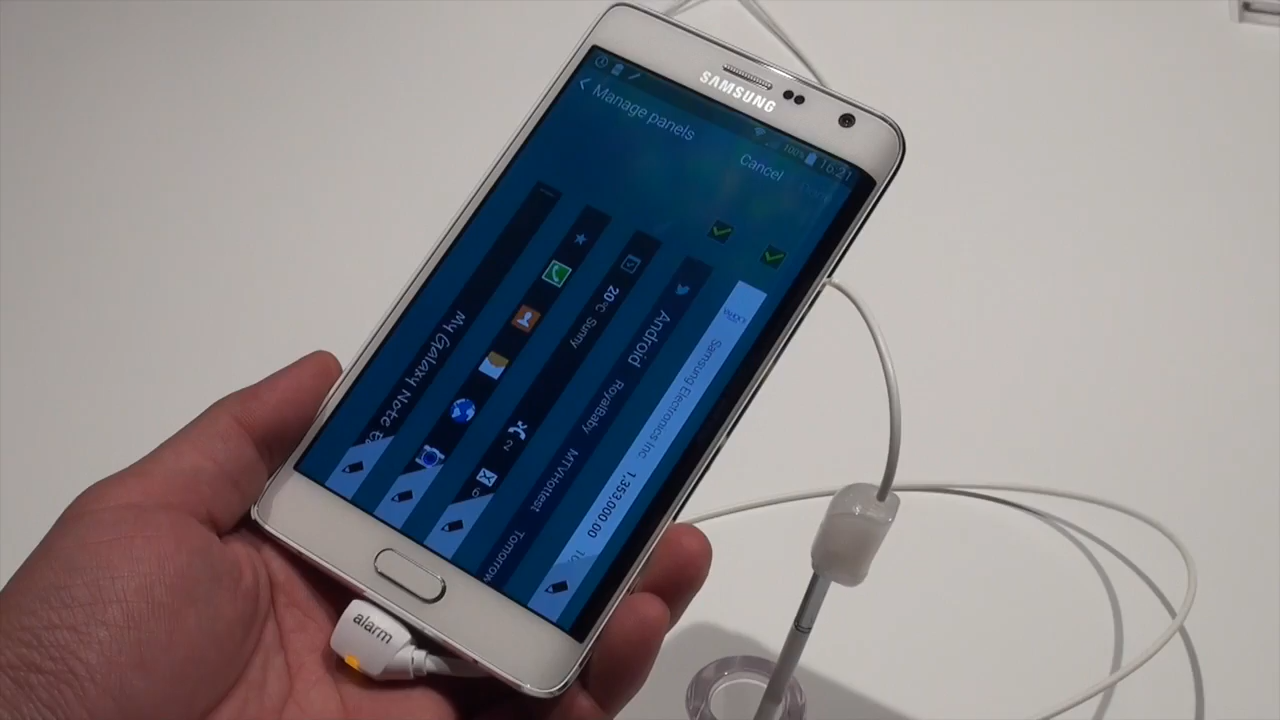 SAMSUNG
100% 16:21
Manage panels
Cancel
My Galaxy Note
20°C Sunny
2
Android RoyalBaby MTVHottest Tomorrow
Samsung Electronics Inc. 1,353,000.00
alarm